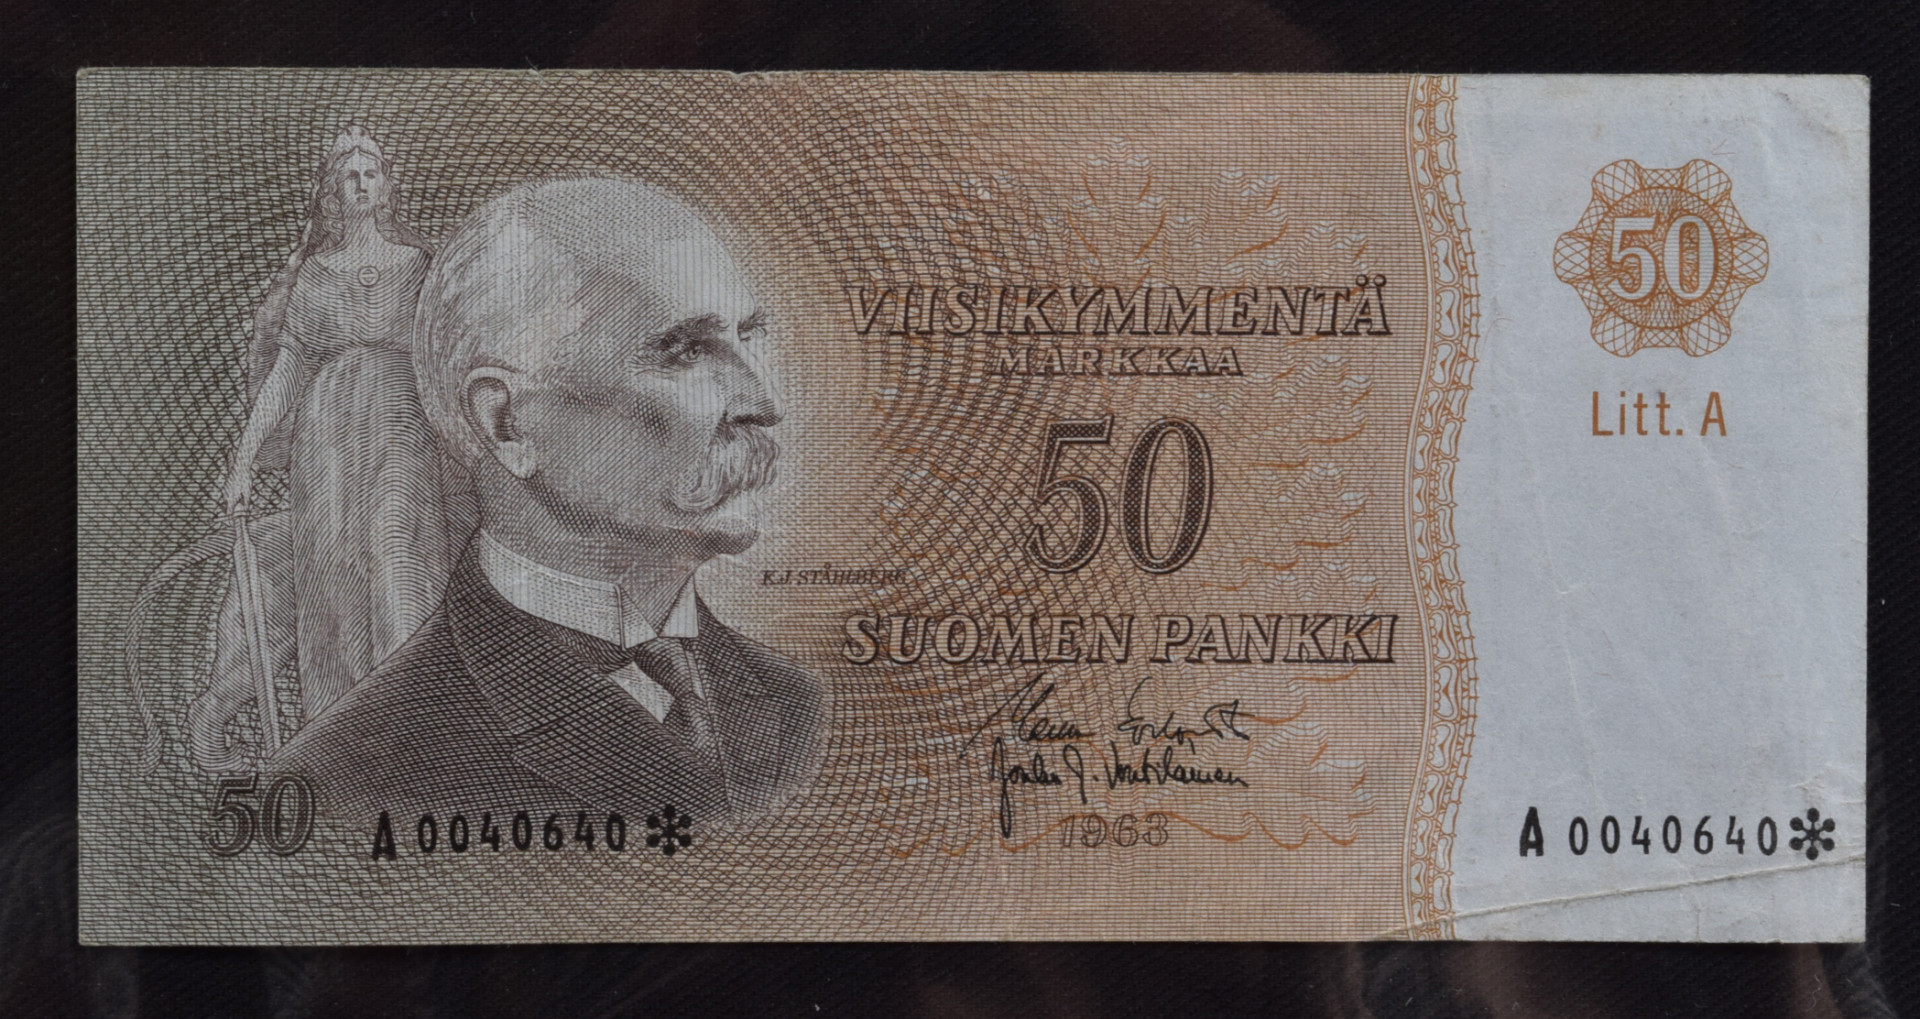 VIISIKYMMENTÄ
MARKKAA
50
K.J. STÅHLBERG
SUOMEN PANKKI
1963
50
A 0040640*
50
Litt. A
A 0040640*